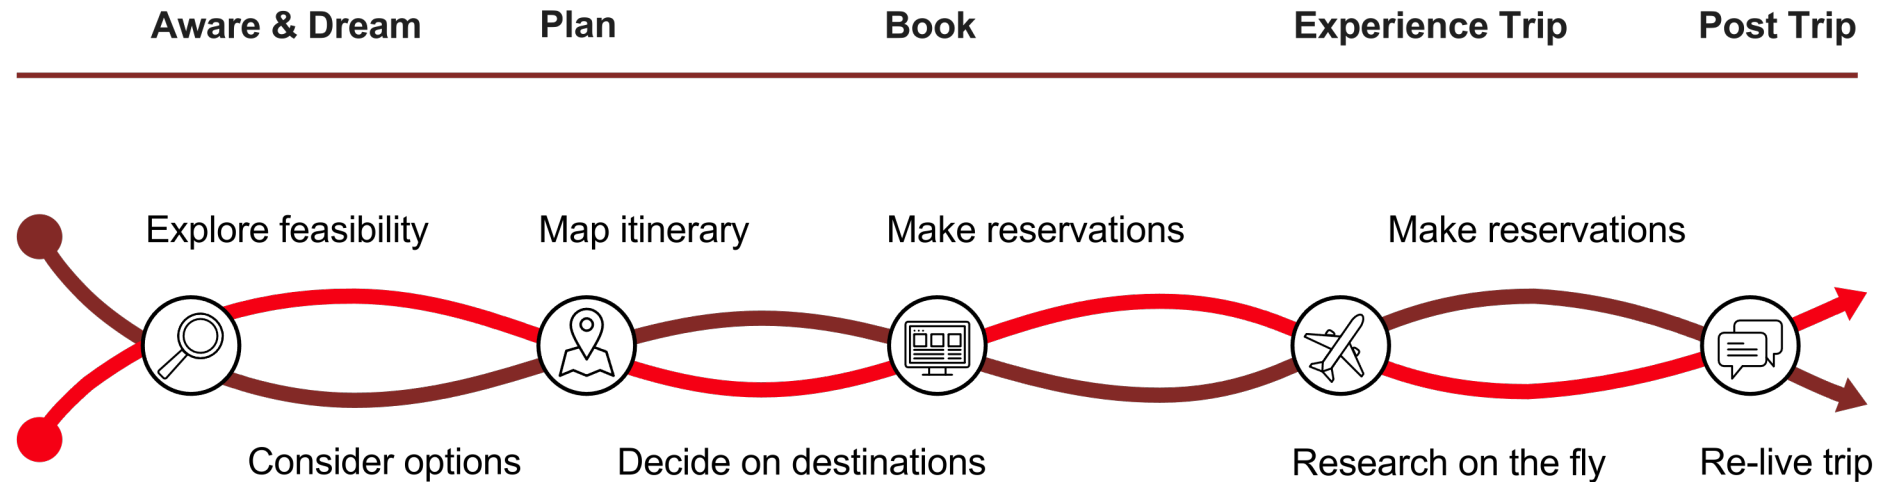 Aware & Dream Plan Book Experience Trip Post Trip
Explore feasibility Map itinerary Make reservations Make reservations
Consider options Decide on destinations Research on the fly Re-live trip